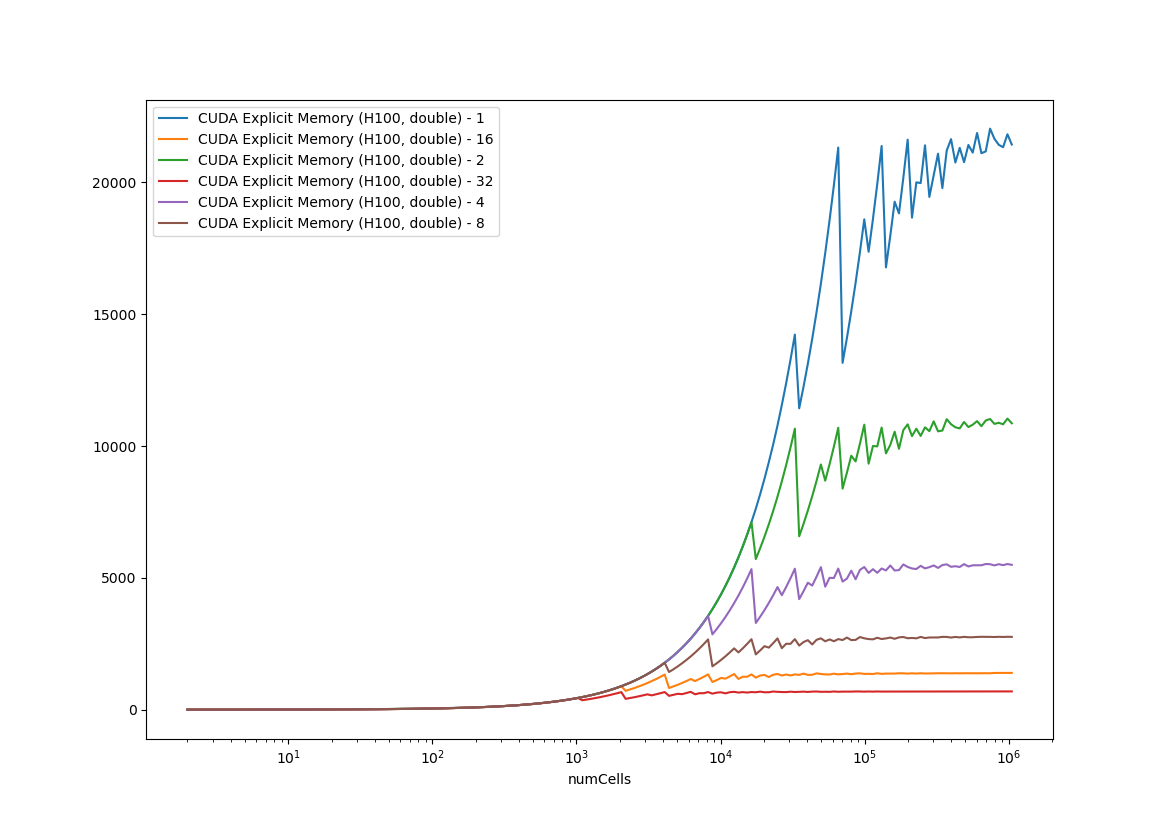 CUDA Explicit Memory (H100, double) - 1
CUDA Explicit Memory (H100, double) - 16
CUDA Explicit Memory (H100, double) - 2
CUDA Explicit Memory (H100, double) - 32
CUDA Explicit Memory (H100, double) - 4
CUDA Explicit Memory (H100, double) - 8
20000
15000
10000
5000
0
10¹ 10² 10³ 10⁴ 10⁵ 10⁶
numCells